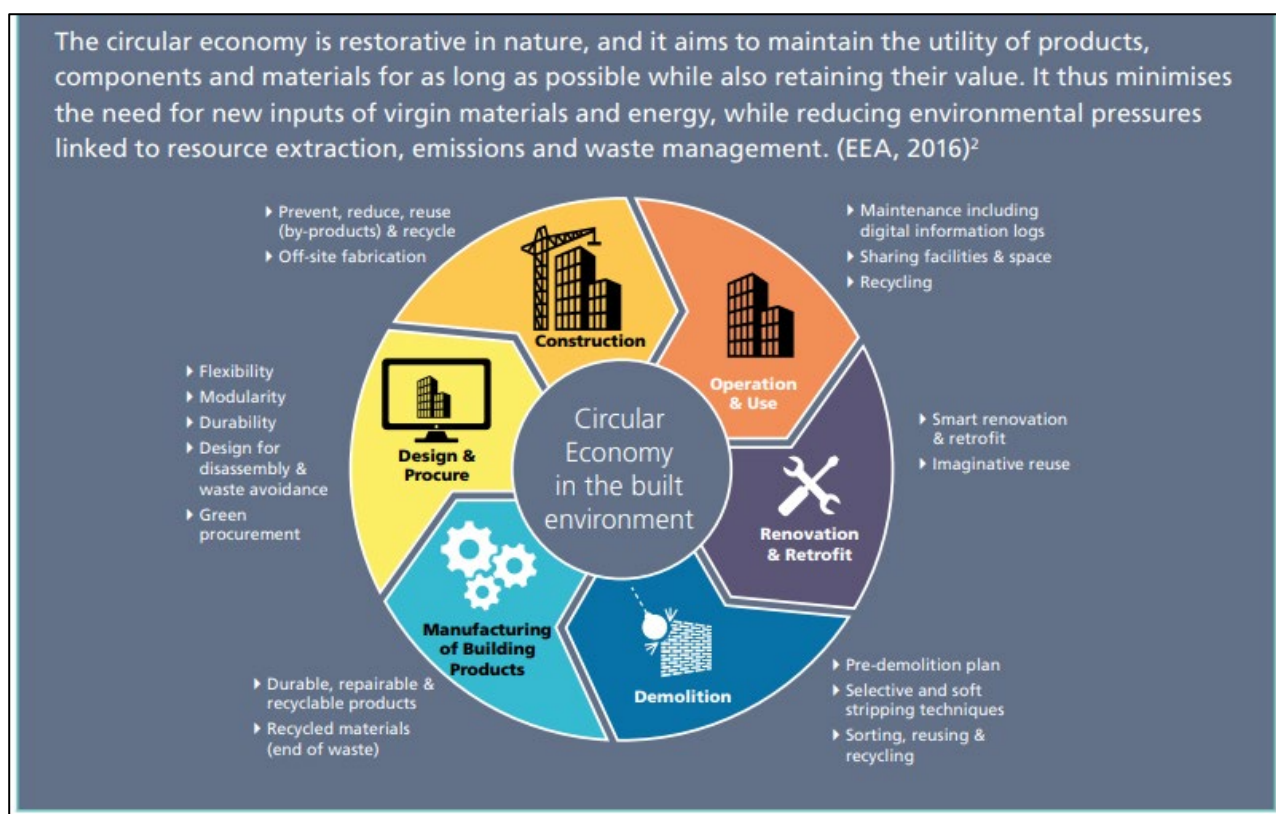 The circular economy is restorative in nature, and it aims to maintain the utility of products,
components and materials for as long as possible while also retaining their value. It thus minimises
the need for new inputs of virgin materials and energy, while reducing environmental pressures
linked to resource extraction, emissions and waste management. (EEA, 2016)²
Prevent, reduce, reuse
(by-products) & recycle
Off-site fabrication
Construction
Maintenance including
digital information logs
Sharing facilities & space
Recycling
Operation
& Use
Flexibility
Modularity
Durability
Design for
disassembly &
waste avoidance
Green
procurement
Design &
Procure
Circular
Economy
in the built
environment
Smart renovation
& retrofit
Imaginative reuse
Renovation
& Retrofit
Manufacturing
of Building
Products
Durable, repairable &
recyclable products
Recycled materials
(end of waste)
Demolition
Pre-demolition plan
Selective and soft
stripping techniques
Sorting, reusing &
recycling